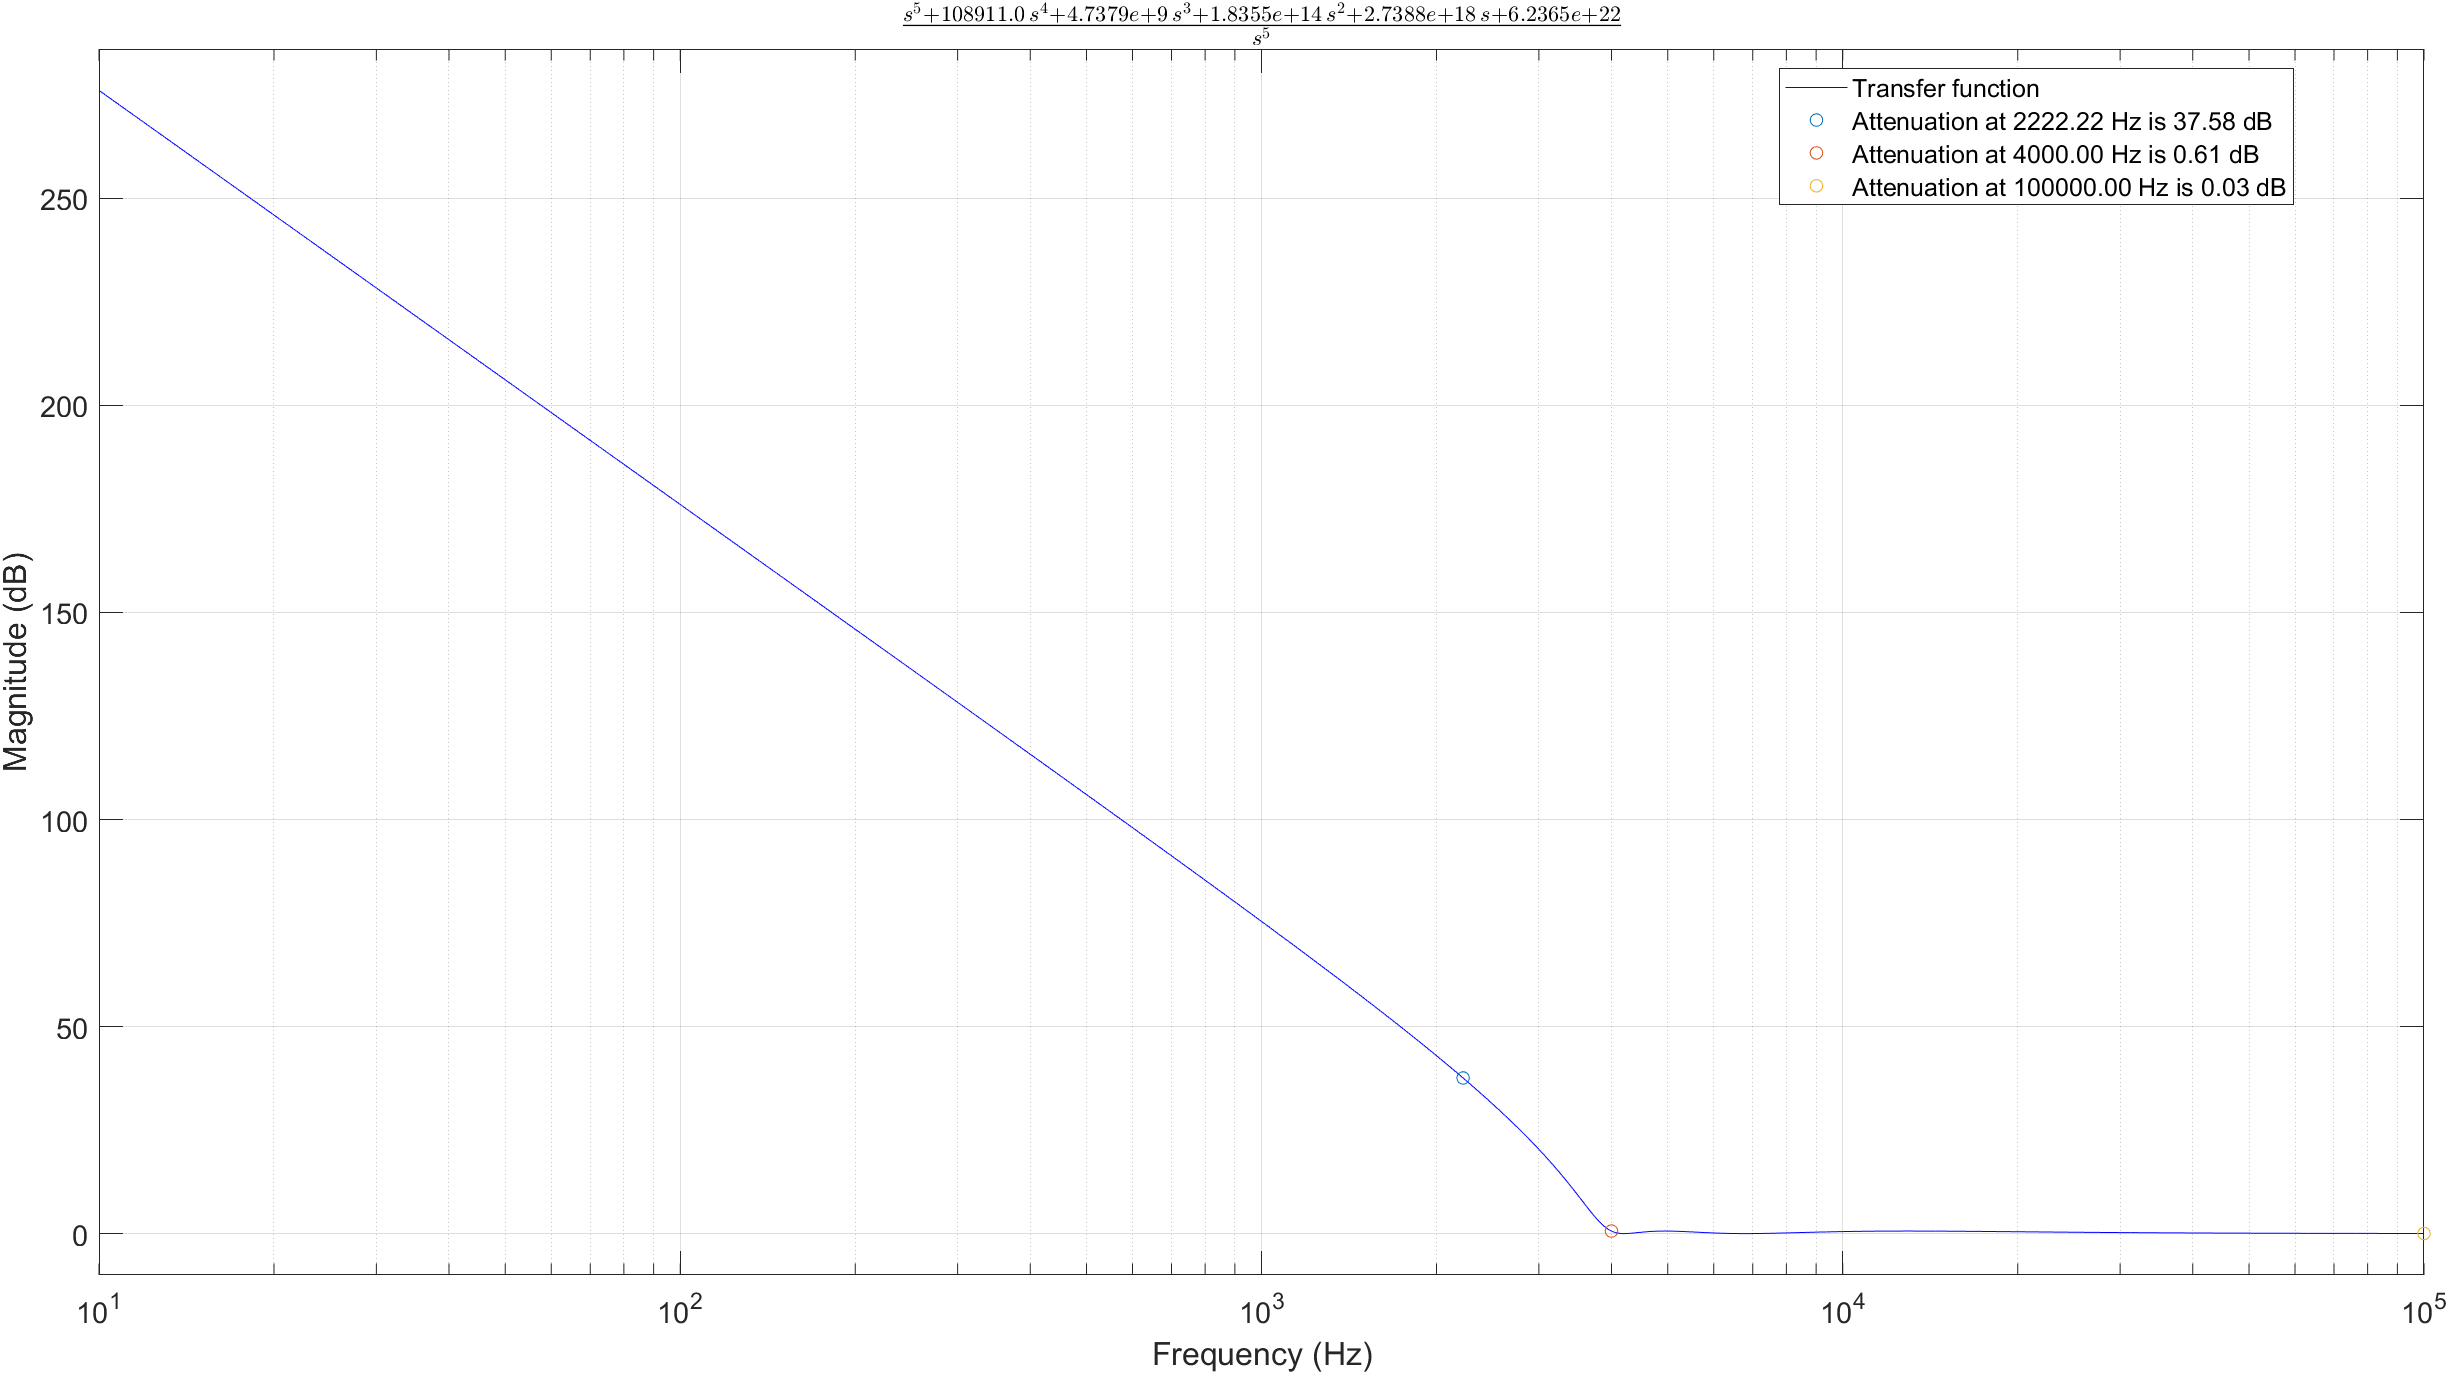 s^5+108911.0 s^4+4.7379e+9 s^3+1.8355e+14 s^2+2.7388e+18 s+6.2365e+22
s^5
Transfer function
Attenuation at 2222.22 Hz is 37.58 dB
Attenuation at 4000.00 Hz is 0.61 dB
Attenuation at 100000.00 Hz is 0.03 dB
Magnitude (dB)
250
200
150
100
50
0
10^1 10^2 10^3 10^4 10^5
Frequency (Hz)